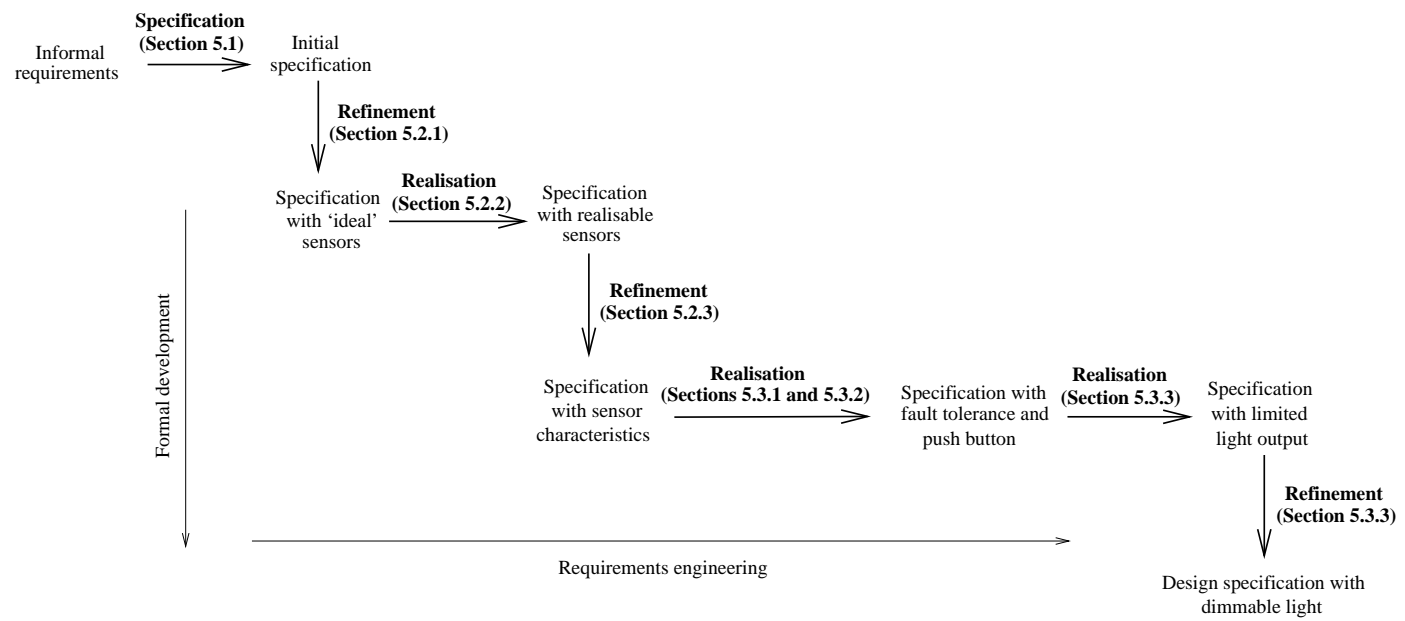 Specification
(Section 5.1)
Informal
requirements
Initial
specification
Refinement
(Section 5.2.1)
Specification
with ‘ideal’
sensors
Realisation
(Section 5.2.2)
Specification
with realisable
sensors
Refinement
(Section 5.2.3)
Formal development
Specification
with sensor
characteristics
Realisation
(Sections 5.3.1 and 5.3.2)
Specification with
fault tolerance and
push button
Realisation
(Section 5.3.3)
Specification
with limited
light output
Refinement
(Section 5.3.3)
Requirements engineering
Design specification with
dimmable light